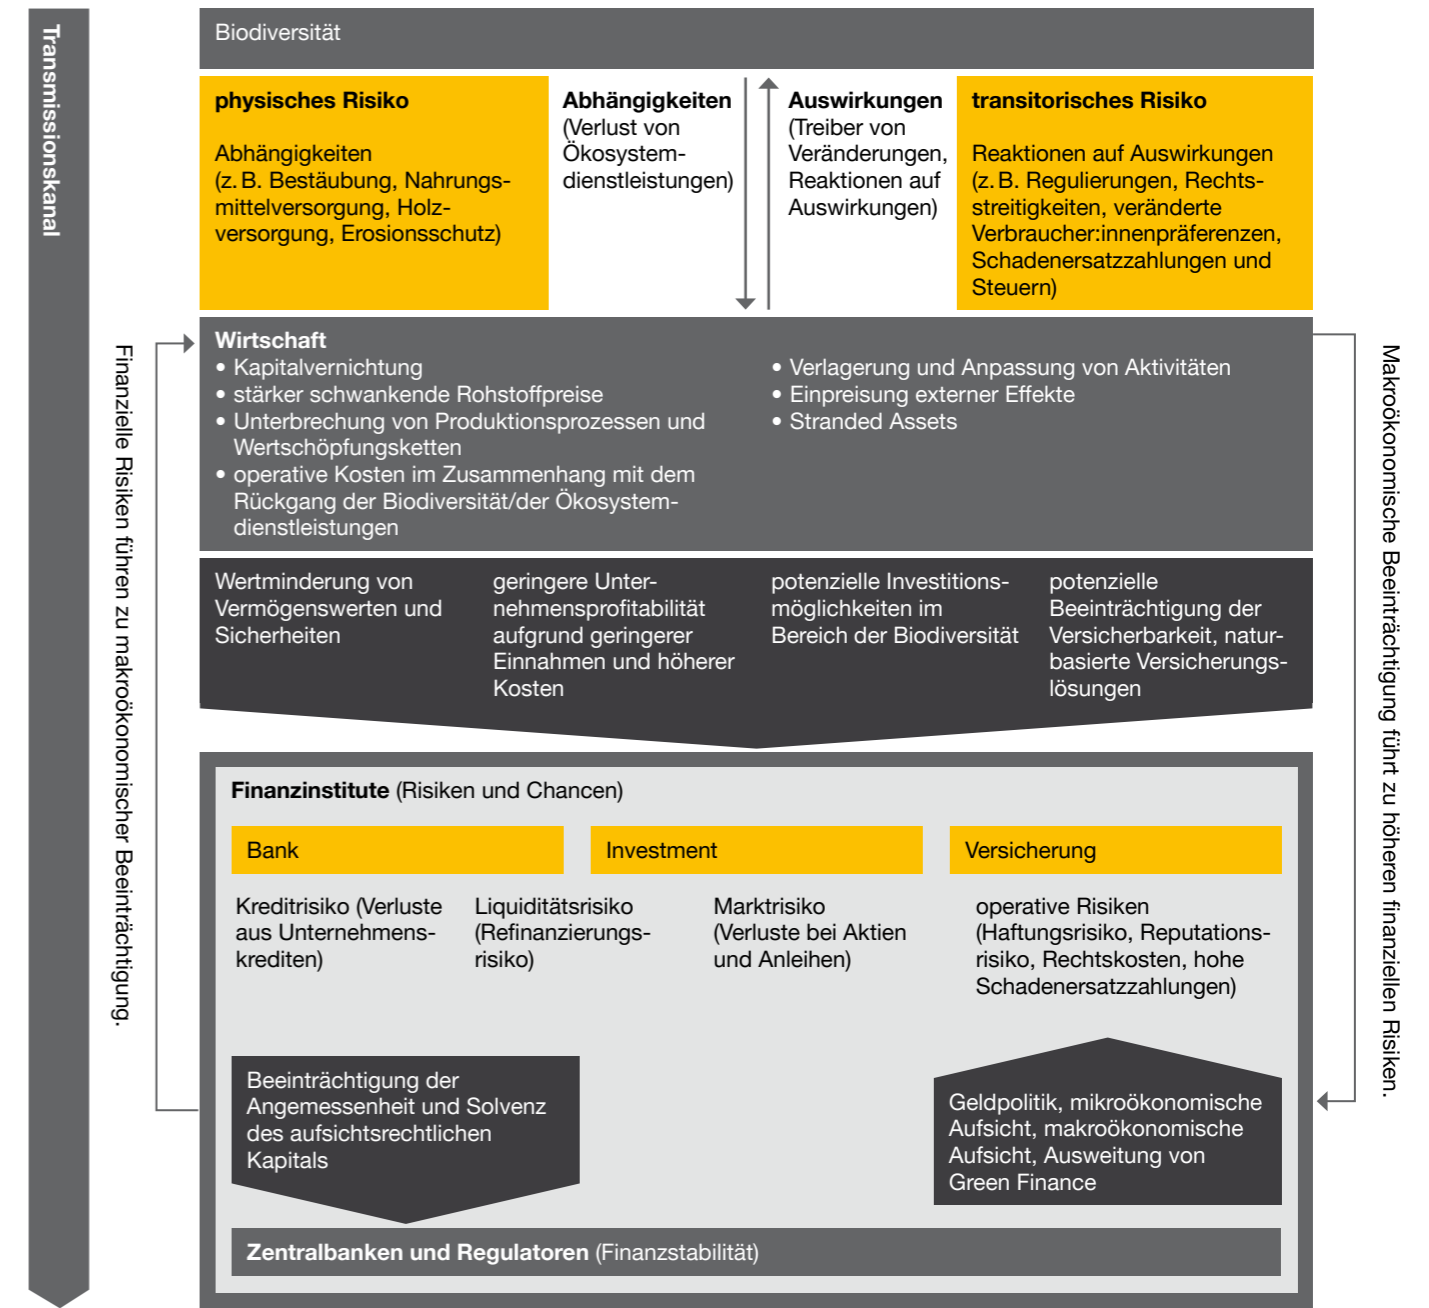 Transmissionskanal
Biodiversität
physisches Risiko
Abhängigkeiten
(z. B. Bestäubung, Nahrungs-
mittelversorgung, Holz-
versorgung, Erosionsschutz)
Abhängigkeiten
(Verlust von
Ökosystem-
dienstleistungen)
Auswirkungen
(Treiber von
Veränderungen,
Reaktionen auf
Auswirkungen)
transitorisches Risiko
Reaktionen auf Auswirkungen
(z. B. Regulierungen, Rechts-
streitigkeiten, veränderte
Verbraucher:innenpräferenzen,
Schadenersatzzahlungen und
Steuern)
Finanzielle Risiken führen zu makroökonomischer Beeinträchtigung.
Wirtschaft
• Kapitalvernichtung
• stärker schwankende Rohstoffpreise
• Unterbrechung von Produktionsprozessen und
Wertschöpfungsketten
• operative Kosten im Zusammenhang mit dem
Rückgang der Biodiversität/der Ökosystem-
dienstleistungen
• Verlagerung und Anpassung von Aktivitäten
• Einpreisung externer Effekte
• Stranded Assets
Makroökonomische Beeinträchtigung führt zu höheren finanziellen Risiken.
Wertminderung von
Vermögenswerten und
Sicherheiten
geringere Unter-
nehmensprofitabilität
aufgrund geringerer
Einnahmen und höherer
Kosten
potenzielle Investitions-
möglichkeiten im
Bereich der Biodiversität
potenzielle
Beeinträchtigung der
Versicherbarkeit, natur-
basierte Versicherungs-
lösungen
Finanzinstitute (Risiken und Chancen)
Bank
Investment
Versicherung
Kreditrisiko (Verluste
aus Unternehmens-
krediten)
Liquiditätsrisiko
(Refinanzierungs-
risiko)
Marktrisiko
(Verluste bei Aktien
und Anleihen)
operative Risiken
(Haftungsrisiko, Reputations-
risiko, Rechtskosten, hohe
Schadenersatzzahlungen)
Beeinträchtigung der
Angemessenheit und Solvenz
des aufsichtsrechtlichen
Kapitals
Geldpolitik, mikroökonomische
Aufsicht, makroökonomische
Aufsicht, Ausweitung von
Green Finance
Zentralbanken und Regulatoren (Finanzstabilität)